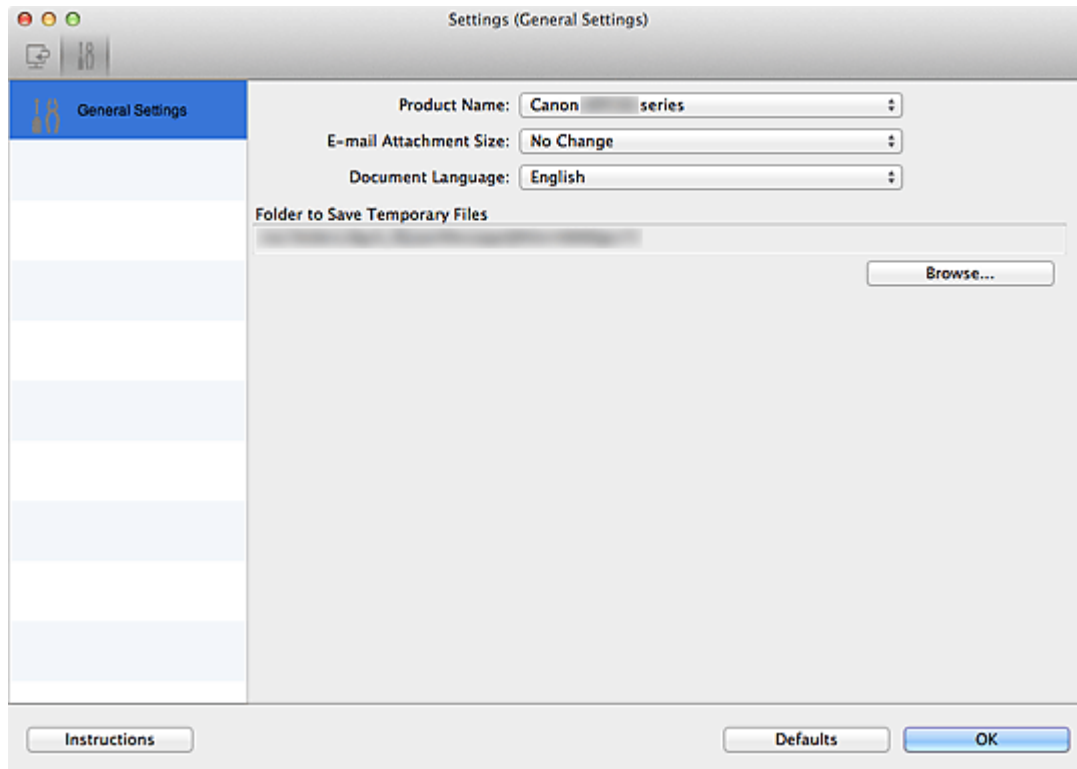 Settings (General Settings)
General Settings
Product Name: Canon series
E-mail Attachment Size: No Change
Document Language: English
Folder to Save Temporary Files
Browse...
Instructions
Defaults
OK